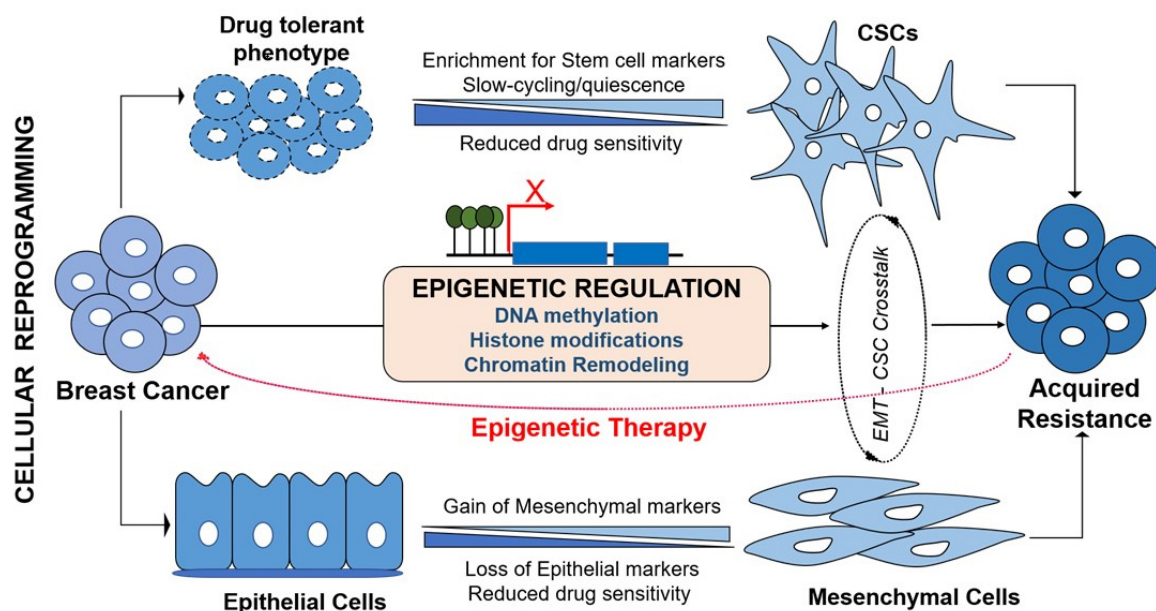 CELLULAR REPROGRAMMING
Drug tolerant
phenotype
Enrichment for Stem cell markers
Slow-cycling/quiescence
Reduced drug sensitivity
CSCs
X
EPIGENETIC REGULATION
DNA methylation
Histone modifications
Chromatin Remodeling
EMT - CSC Crosstalk
Breast Cancer
Epigenetic Therapy
Acquired
Resistance
Gain of Mesenchymal markers
Loss of Epithelial markers
Reduced drug sensitivity
Epithelial Cells
Mesenchymal Cells